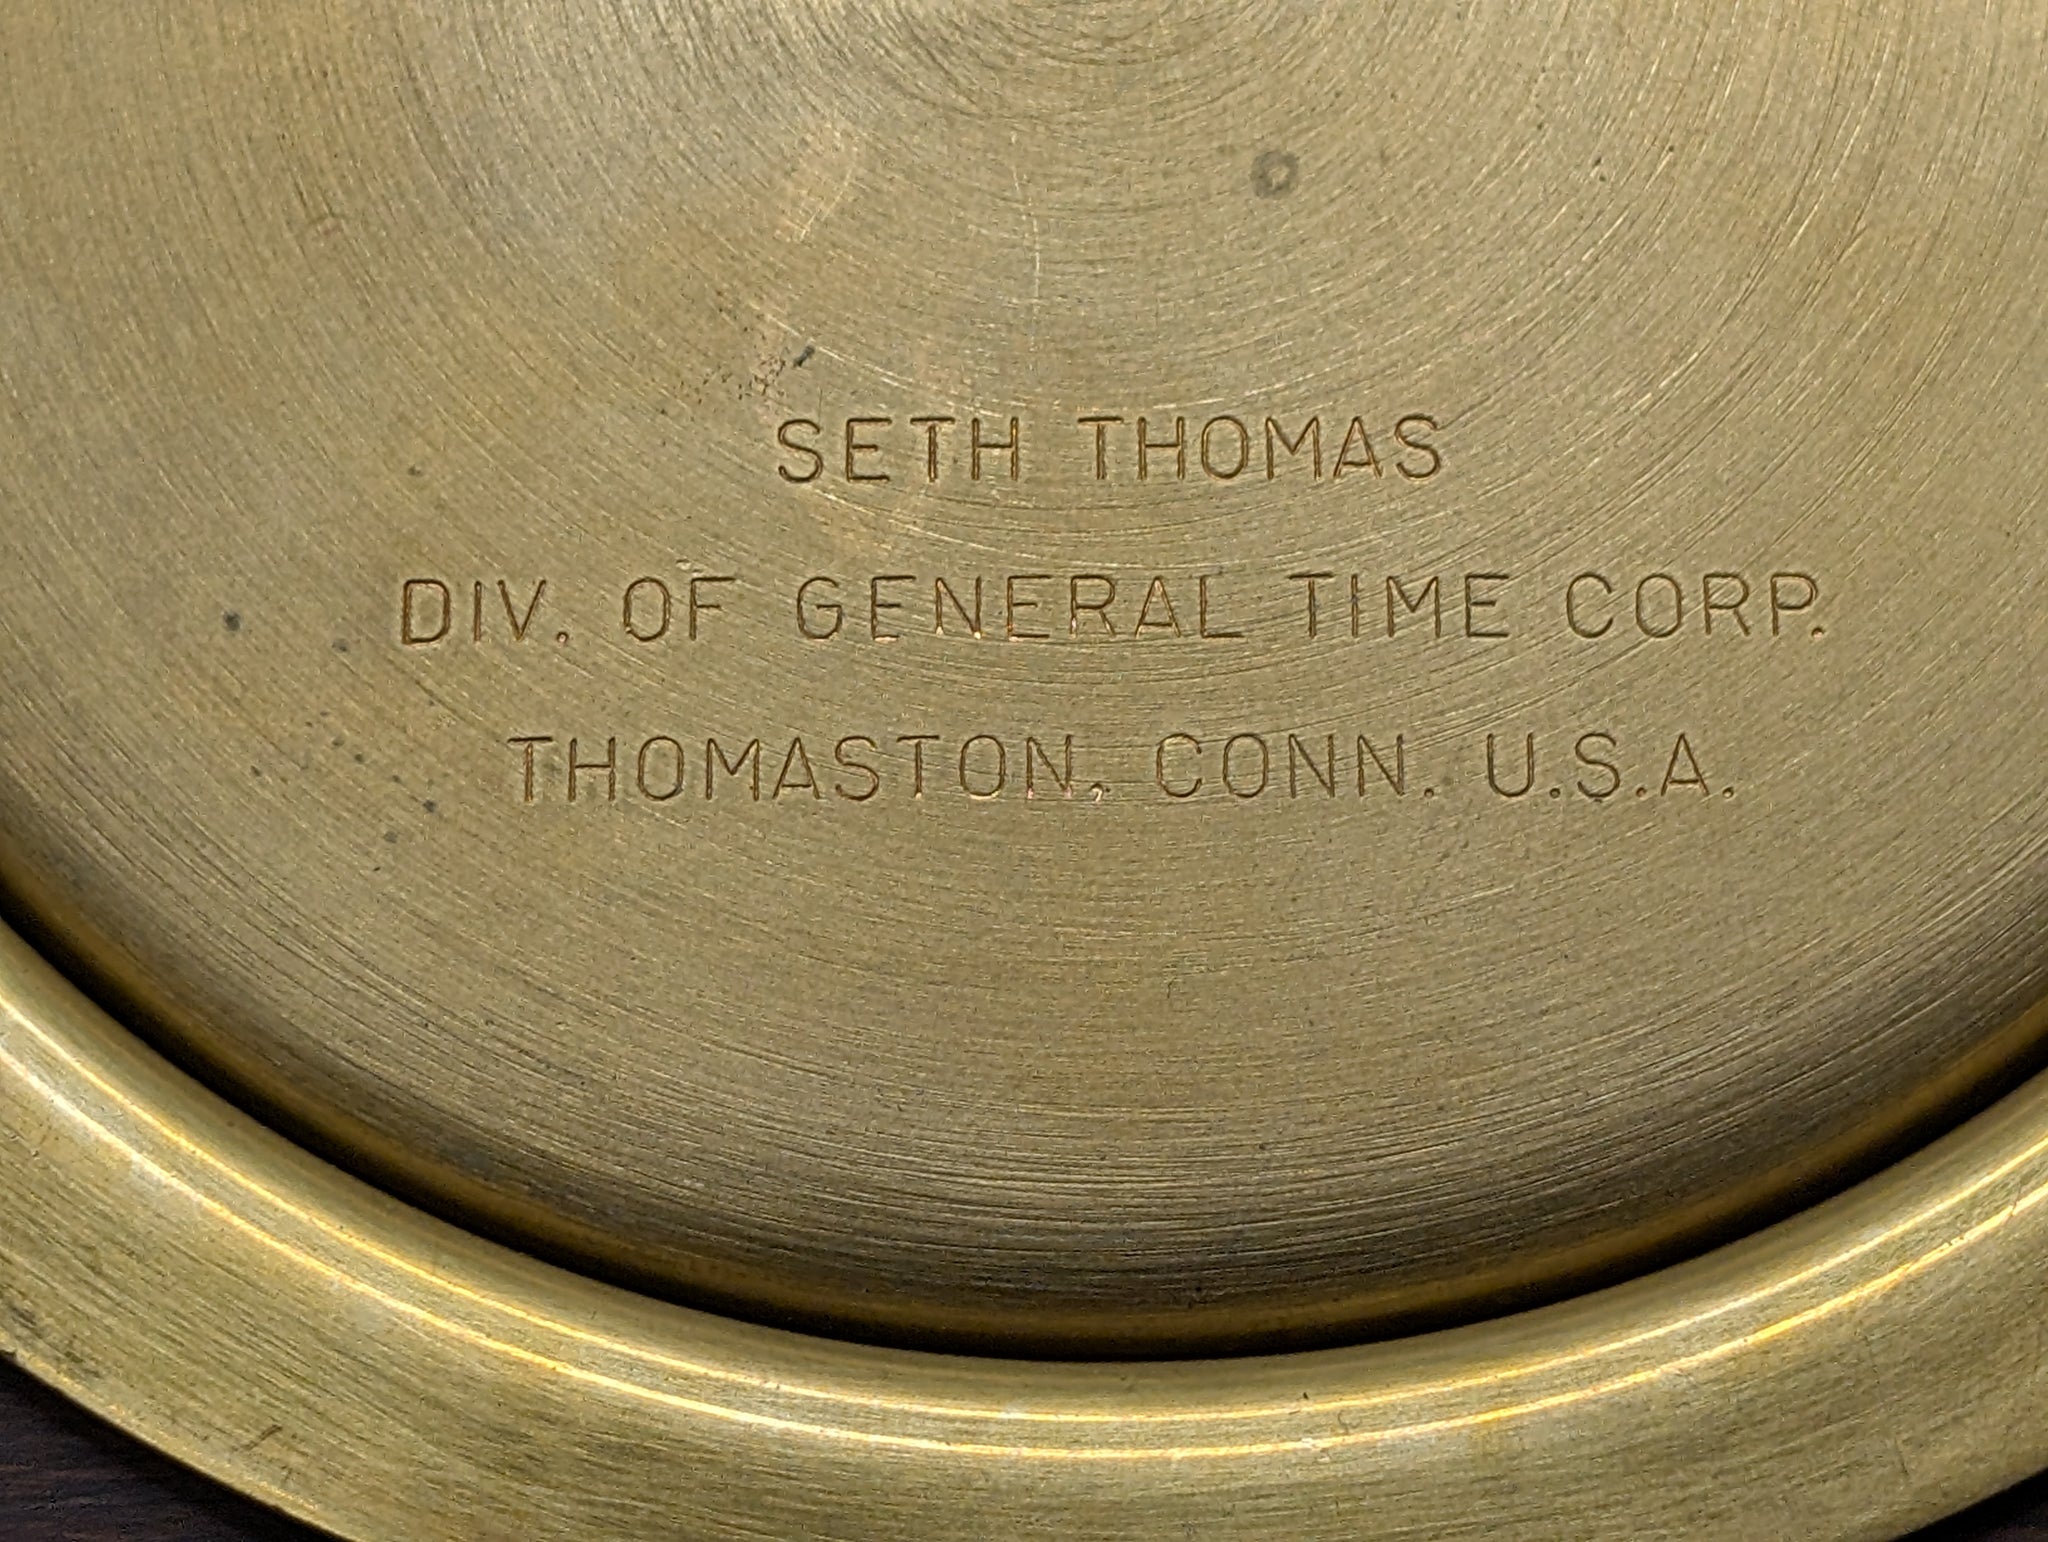 SETH THOMAS
DIV. OF GENERAL TIME CORP.
THOMASTON, CONN. U.S.A.